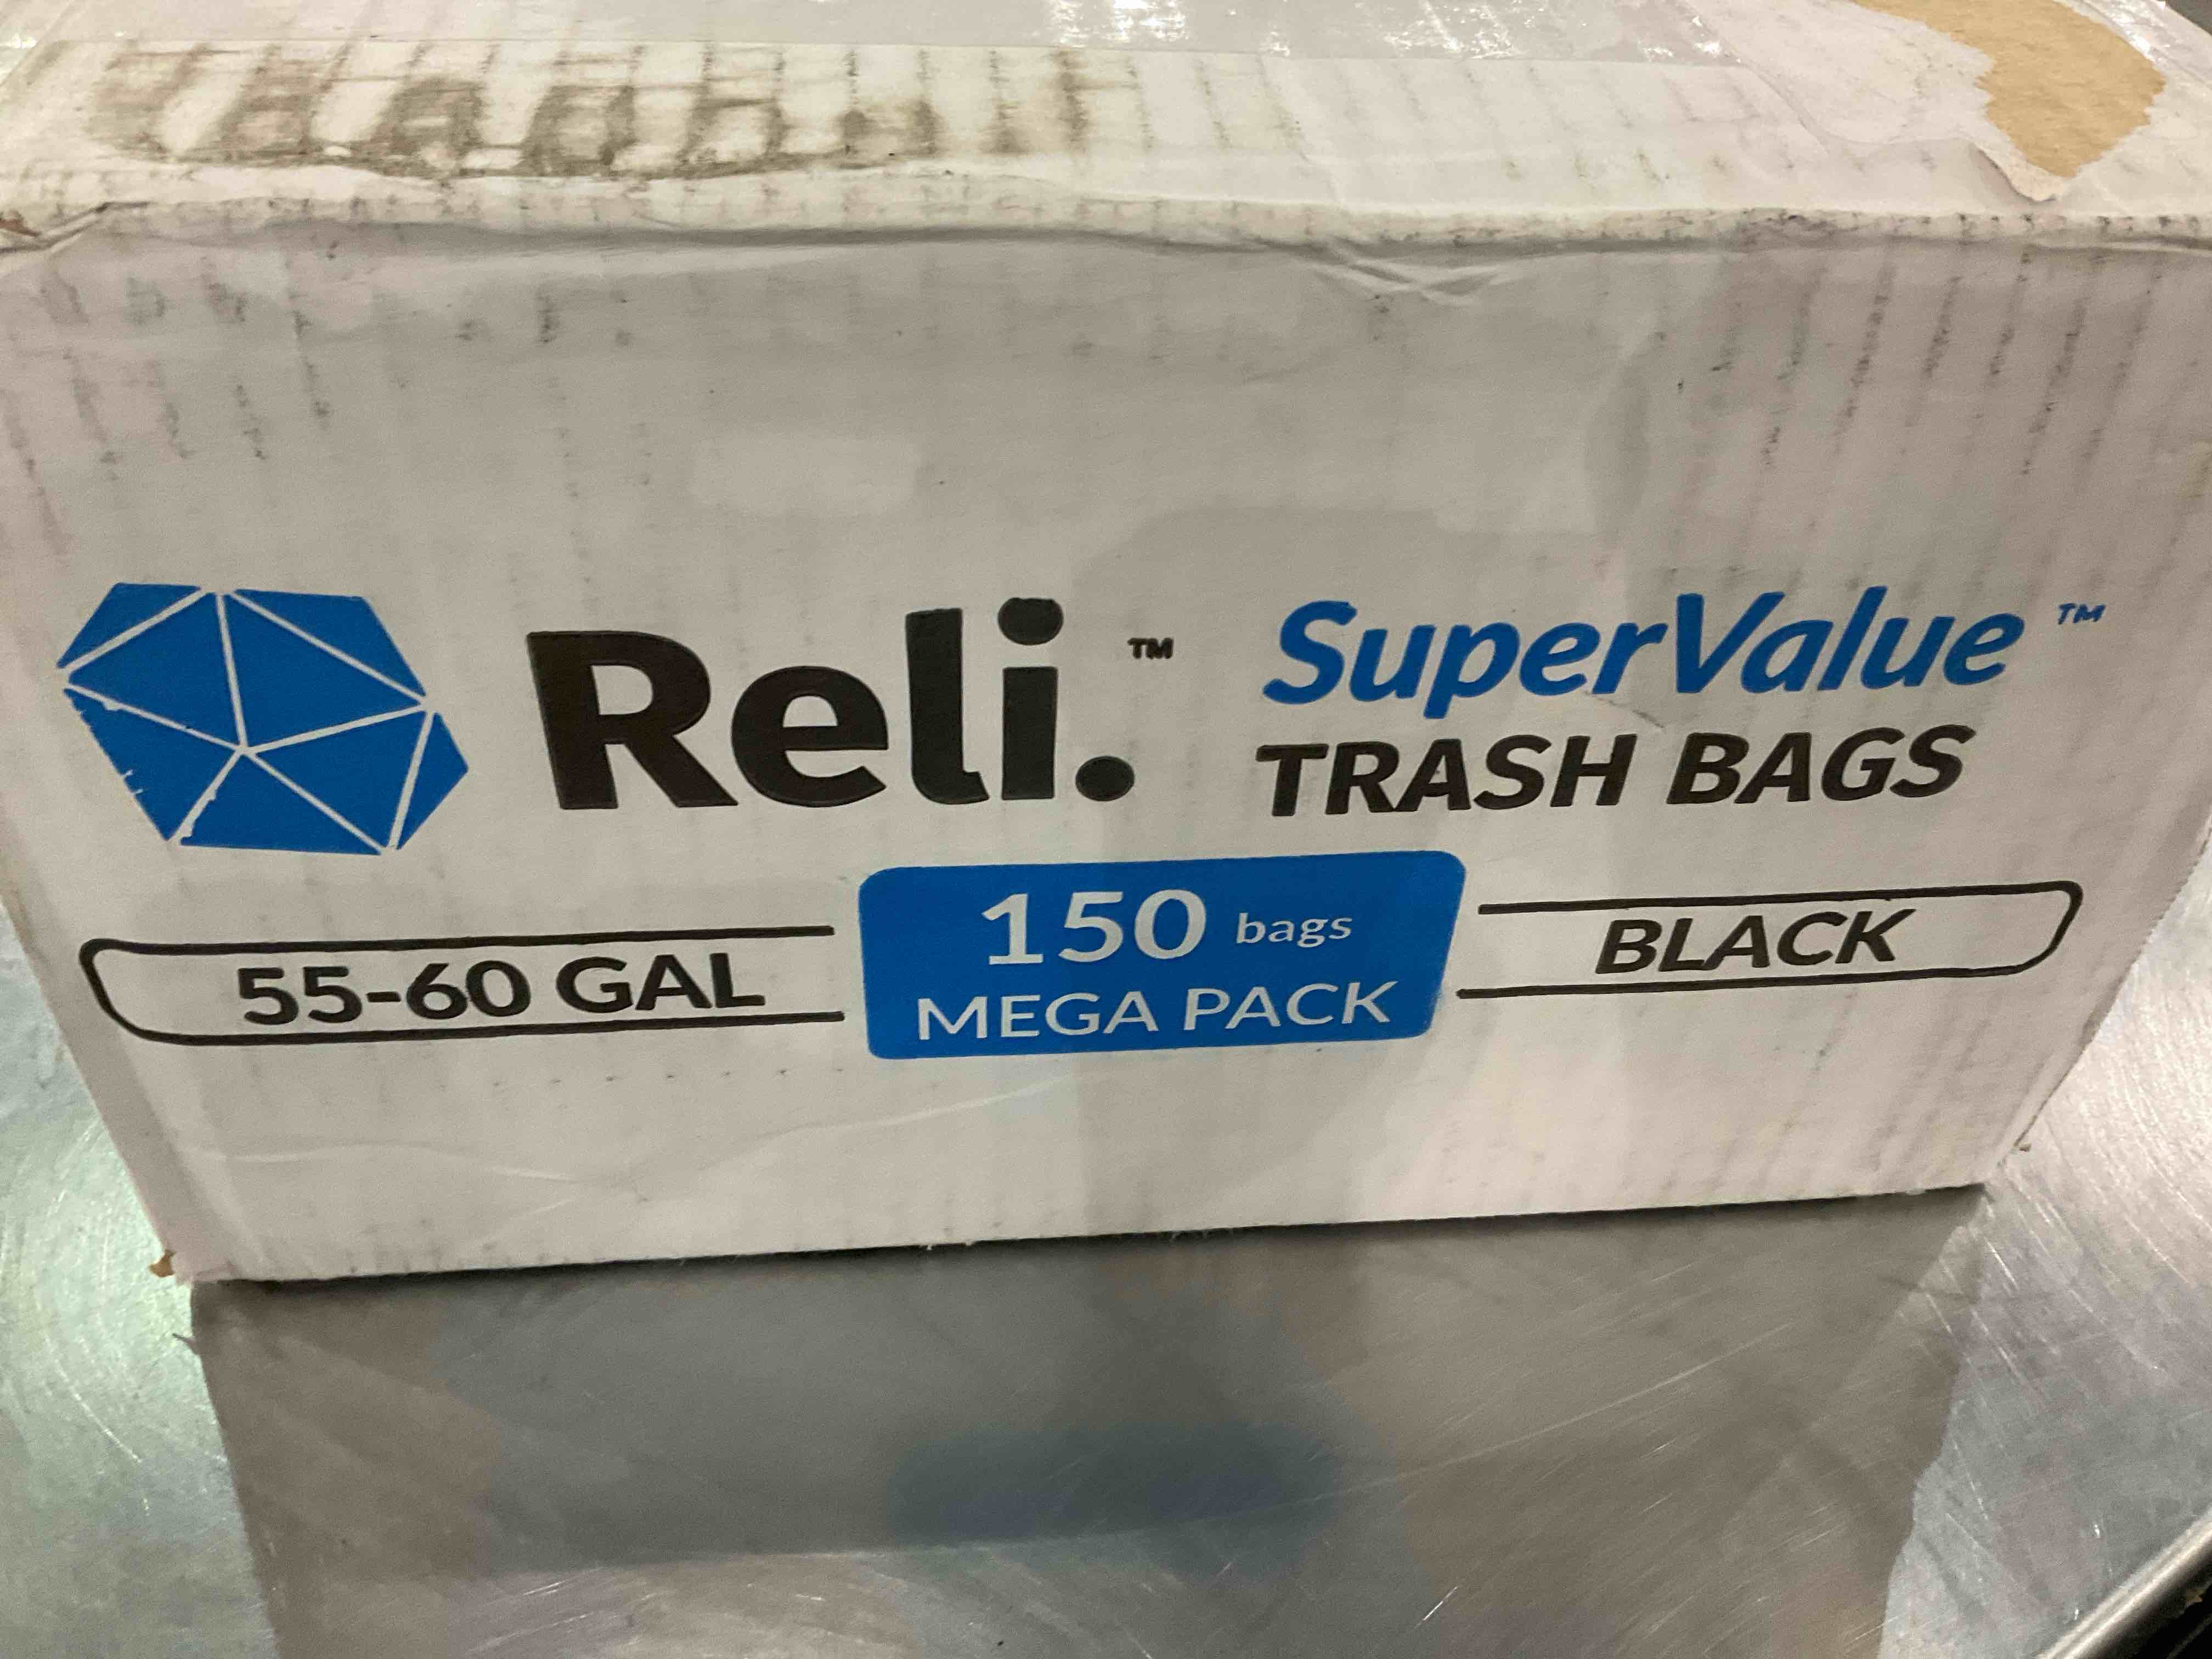 Reli.™
SuperValue™
TRASH BAGS
55-60 GAL
150 bags
MEGA PACK
BLACK